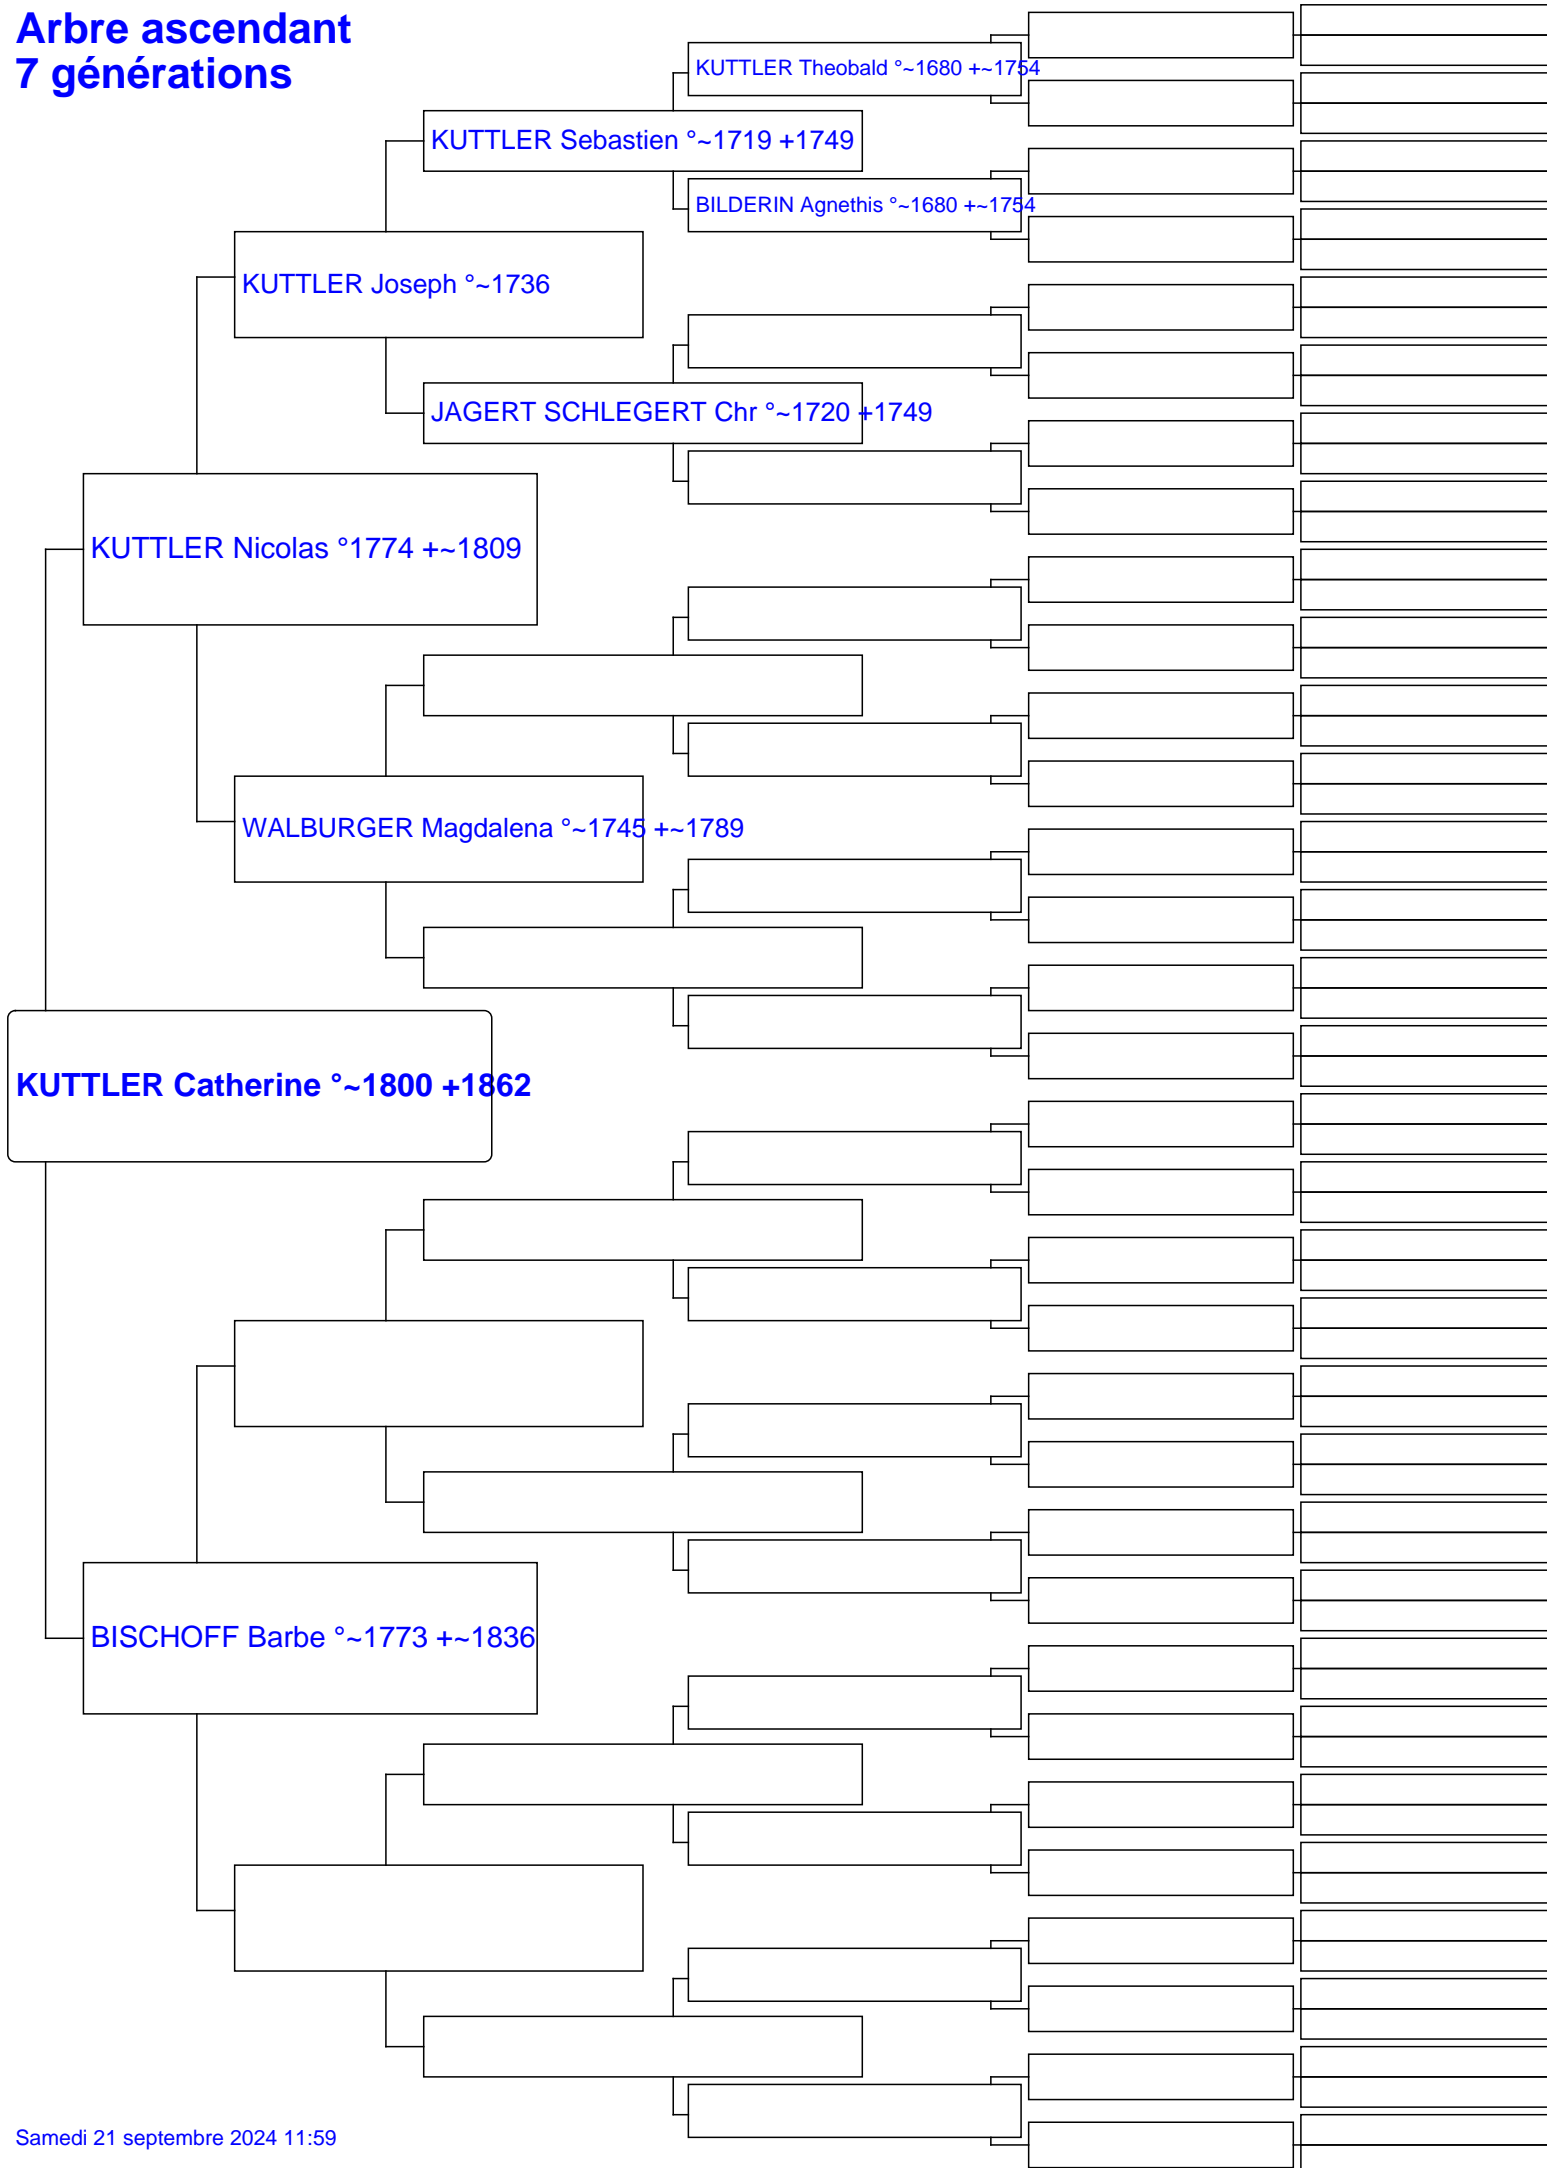 Arbre ascendant
7 générations
KUTTLER Theobald °~1680 +~1754
KUTTLER Sebastien °~1719 +1749
BILDERIN Agnethis °~1680 +~1754
KUTTLER Joseph °~1736
JAGERT SCHLEGERT Chr °~1720 +1749
KUTTLER Nicolas °1774 +~1809
WALBURGER Magdalena °~1745 +~1789
KUTTLER Catherine °~1800 +1862
BISCHOFF Barbe °~1773 +~1836
Samedi 21 septembre 2024 11:59